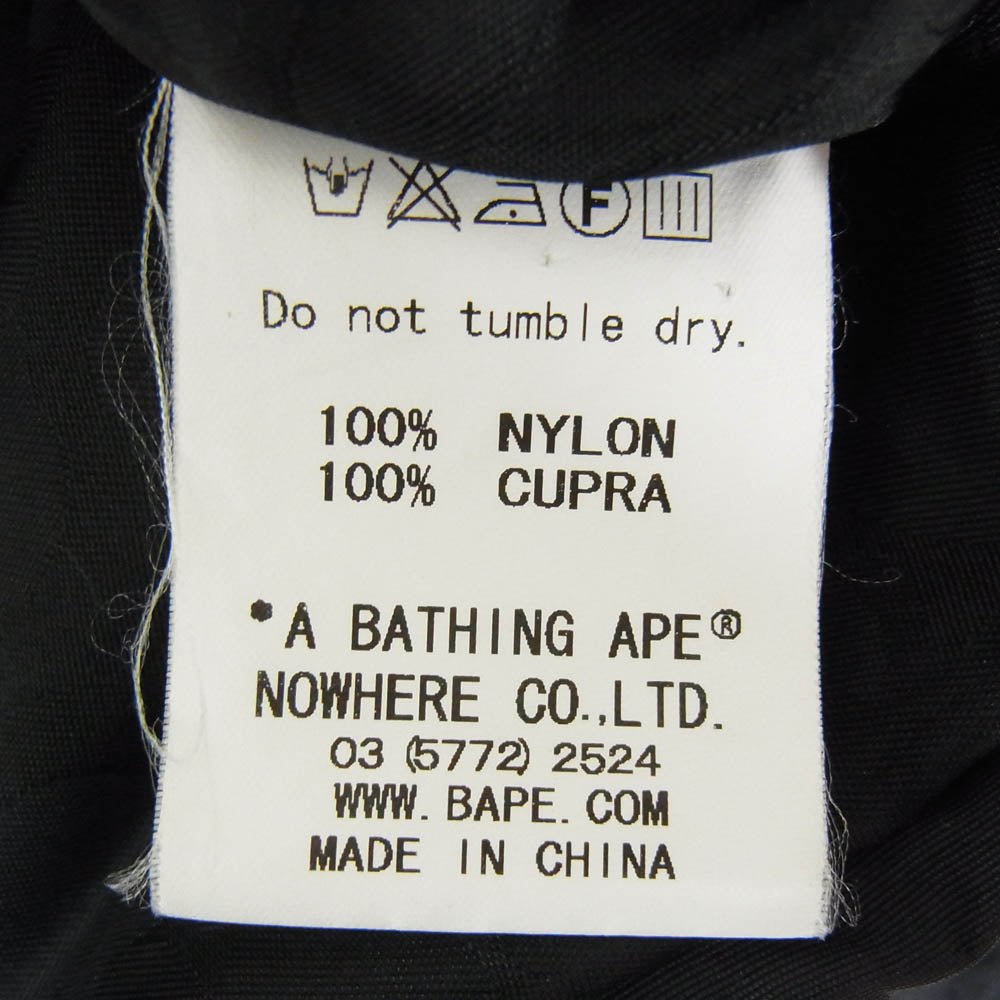 F
Do not tumble dry.
100% NYLON
100% CUPRA
*A BATHING APE®
NOWHERE CO.,LTD.
03 (5772) 2524
WWW. BAPE. COM
MADE IN CHINA